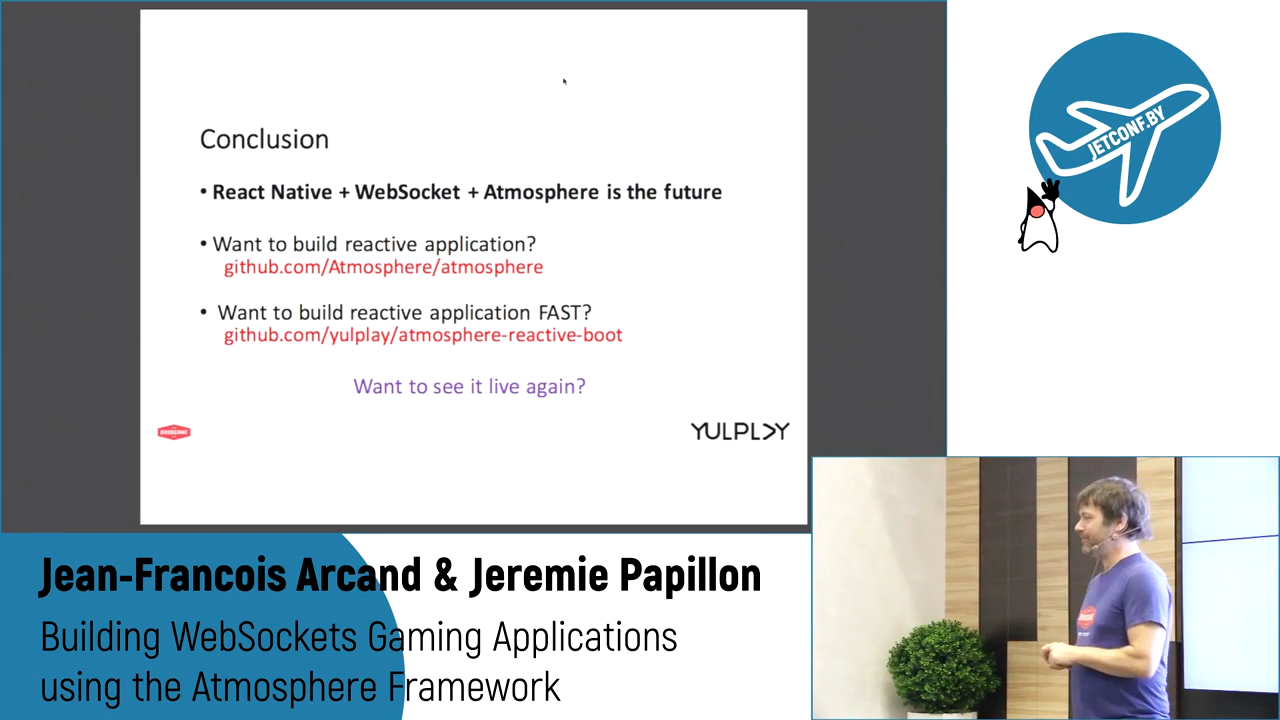 Conclusion
• React Native + WebSocket + Atmosphere is the future
• Want to build reactive application?
github.com/Atmosphere/atmosphere
• Want to build reactive application FAST?
github.com/yulplay/atmosphere-reactive-boot
Want to see it live again?
YULPL>Y
JETCONF.BY
Jean-Francois Arcand & Jeremie Papillon
Building WebSockets Gaming Applications
using the Atmosphere Framework